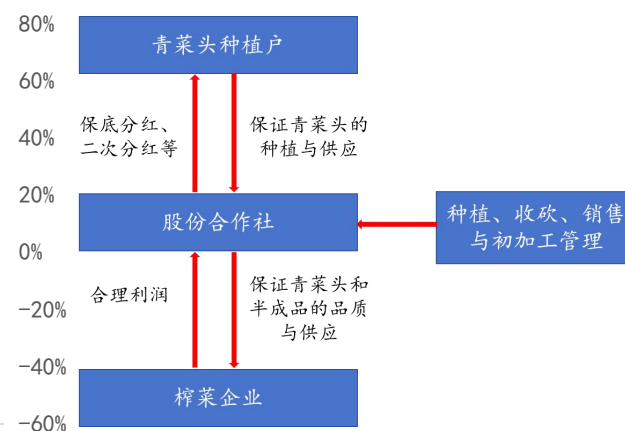 80%
青菜头种植户
60%
保底分红、
二次分红等
保证青菜头的
种植与供应
40%
20%
股份合作社
种植、收砍、销售
与初加工管理
0%
合理利润
保证青菜头和
半成品的品质
与供应
-20%
-40%
榨菜企业
-60%